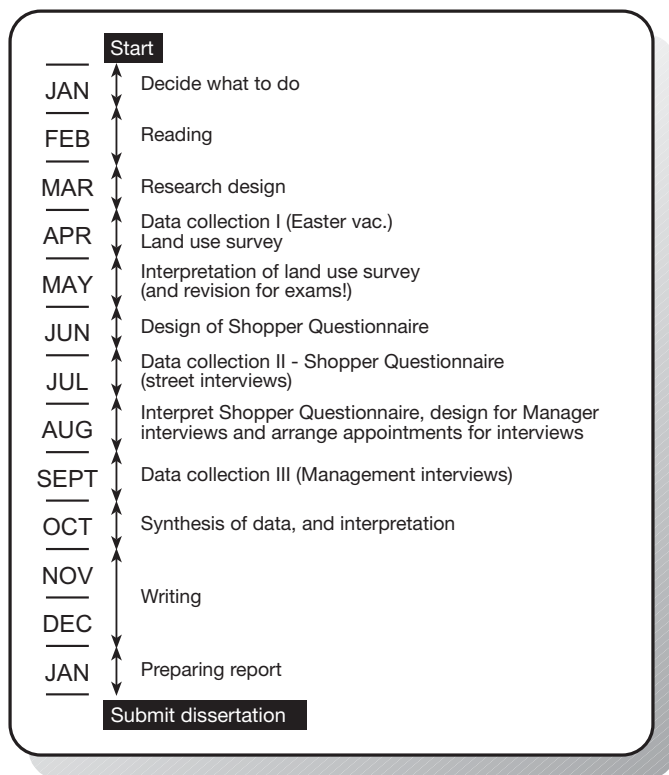 Start
JAN
Decide what to do
FEB
Reading
MAR
Research design
APR
Data collection I (Easter vac.)
Land use survey
MAY
Interpretation of land use survey
(and revision for exams!)
JUN
Design of Shopper Questionnaire
JUL
Data collection II - Shopper Questionnaire
(street interviews)
AUG
Interpret Shopper Questionnaire, design for Manager
interviews and arrange appointments for interviews
SEPT
Data collection III (Management interviews)
OCT
Synthesis of data, and interpretation
NOV
Writing
DEC
JAN
Preparing report
Submit dissertation